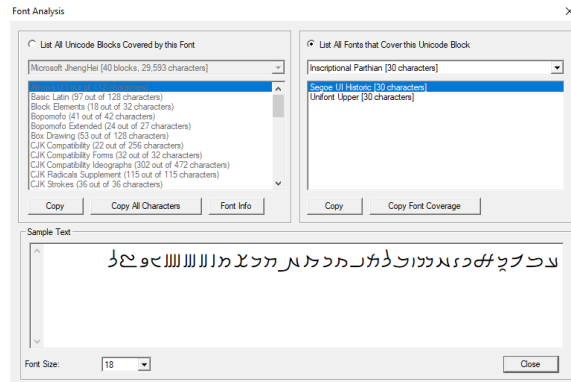 Font Analysis
List All Unicode Blocks Covered by this Font
Microsoft JhengHei [40 blocks, 29,593 characters]
Basic Latin (97 out of 128 characters)
Block Elements (18 out of 32 characters)
Bopomofo (41 out of 42 characters)
Bopomofo Extended (24 out of 27 characters)
Box Drawing (53 out of 128 characters)
CJK Compatibility (22 out of 256 characters)
CJK Compatibility Forms (32 out of 32 characters)
CJK Compatibility Ideographs (302 out of 472 characters)
CJK Radicals Supplement (115 out of 115 characters)
CJK Strokes (36 out of 36 characters)
Copy
Copy All Characters
Font Info
List All Fonts that Cover this Unicode Block
Inscriptional Parthian [30 characters]
Segoe UI Historic [30 characters]
Unifont Upper [30 characters]
Copy
Copy Font Coverage
Sample Text
𐭀𐭁𐭂𐭃𐭄𐭅𐭆𐭇𐭈𐭉𐭊𐭋𐭌𐭍𐭎𐭏𐭐𐭑𐭒𐭓𐭔𐭕𐭘𐭙𐭚𐭛𐭜𐭝𐭞𐭟
Font Size:
18
Close